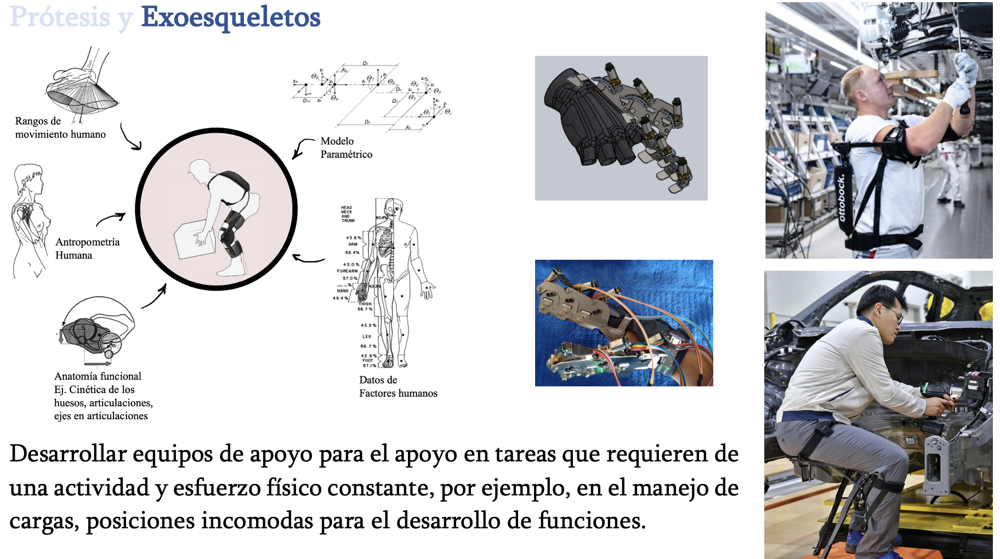 Prótesis y Exoesqueletos
Rangos de
movimiento humano
Modelo
Paramétrico
Antropometría
Humana
HEAD
NECK
AND
TRUNK
60.4%
43.6%
ARM
56.4%
43.0%
FOREARM
57.0%
HAND
43.3%
49.4%
THIGH
56.7%
43.3%
LEG
66.7%
42.9%
FOOT
57.1%
Anatomía funcional
Ej. Cinética de los
huesos, articulaciones,
ejes en articulaciones
Datos de
Factores humanos
ottobock.
Desarrollar equipos de apoyo para el apoyo en tareas que requieren de
una actividad y esfuerzo físico constante, por ejemplo, en el manejo de
cargas, posiciones incomodas para el desarrollo de funciones.